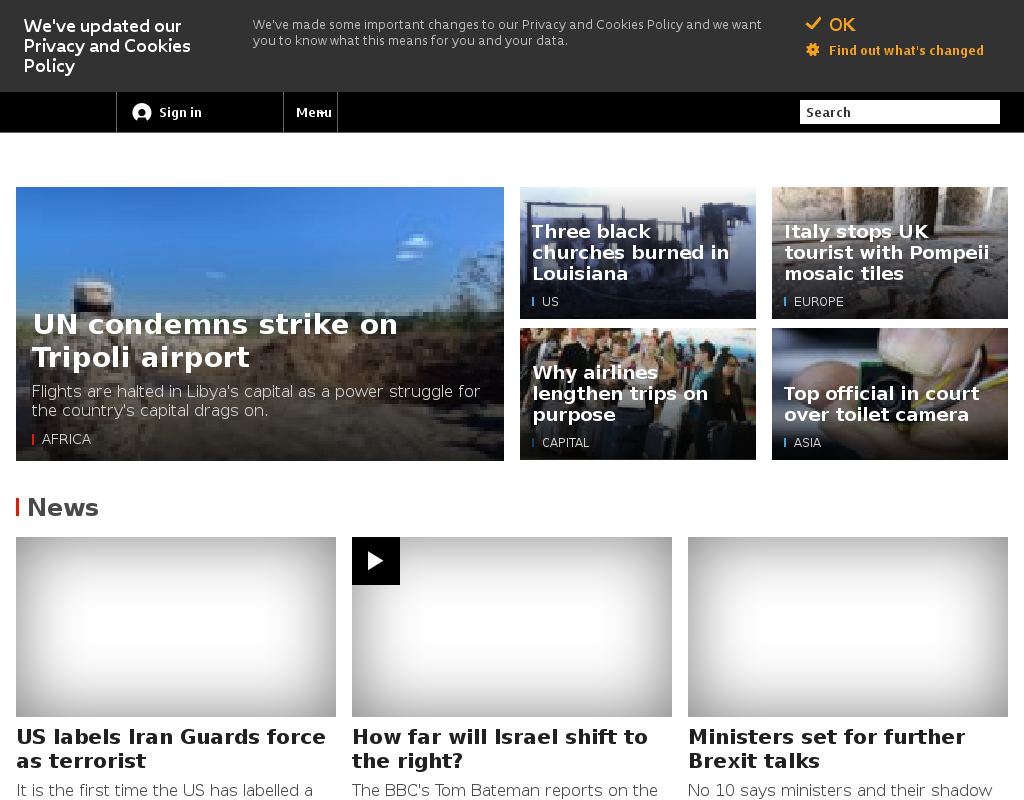 We've updated our
Privacy and Cookies
Policy
We've made some important changes to our Privacy and Cookies Policy and we want
you to know what this means for you and your data.
OK
Find out what's changed
Sign in
Menu
Search
UN condemns strike on
Tripoli airport
Flights are halted in Libya's capital as a power struggle for
the country's capital drags on.
AFRICA
Three black
churches burned in
Louisiana
US
Italy stops UK
tourist with Pompeii
mosaic tiles
EUROPE
Why airlines
lengthen trips on
purpose
CAPITAL
Top official in court
over toilet camera
ASIA
News
US labels Iran Guards force
as terrorist
It is the first time the US has labelled a
How far will Israel shift to
the right?
The BBC's Tom Bateman reports on the
Ministers set for further
Brexit talks
No 10 says ministers and their shadow